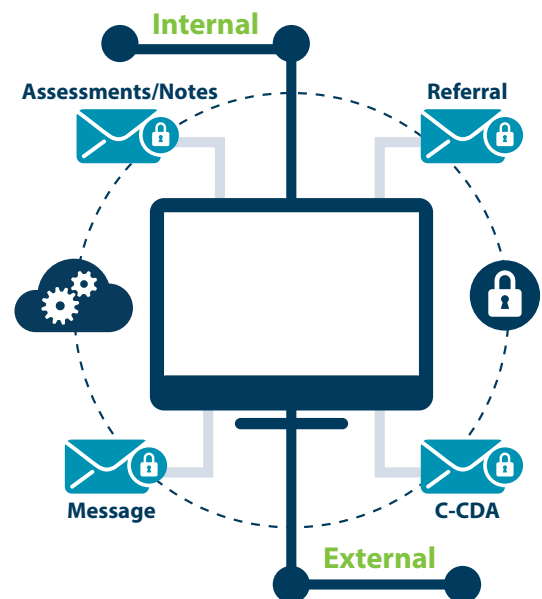 Internal
Assessments/Notes
Referral
Message
C-CDA
External